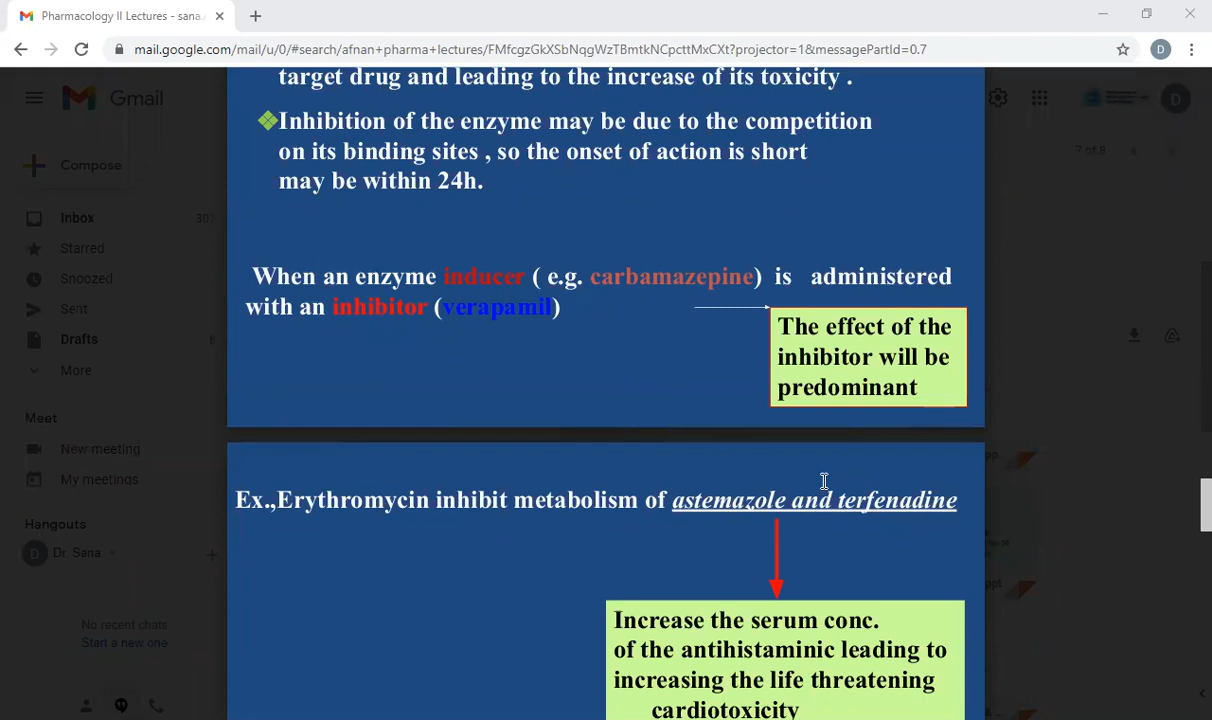 Pharmacology II Lectures - sana.
mail.google.com/mail/u/0/#search/afnan+pharma+lectures/FMfcgzGkXSbNqgWzTBmtkNCpcttMxCXt?projector=1&messagePartId=0.7
D
Gmail
D
Compose
7 of 8
Inbox
307
Starred
Snoozed
Sent
Drafts
More
Meet
New meeting
My meetings
Hangouts
D Dr. Sana
No recent chats
Start a new one
target drug and leading to the increase of its toxicity .
Inhibition of the enzyme may be due to the competition
on its binding sites , so the onset of action is short
may be within 24h.
When an enzyme inducer ( e.g. carbamazepine) is administered
with an inhibitor (verapamil)
The effect of the
inhibitor will be
predominant
Ex.,Erythromycin inhibit metabolism of astemazole and terfenadine
Increase the serum conc.
of the antihistaminic leading to
increasing the life threatening
cardiotoxicity